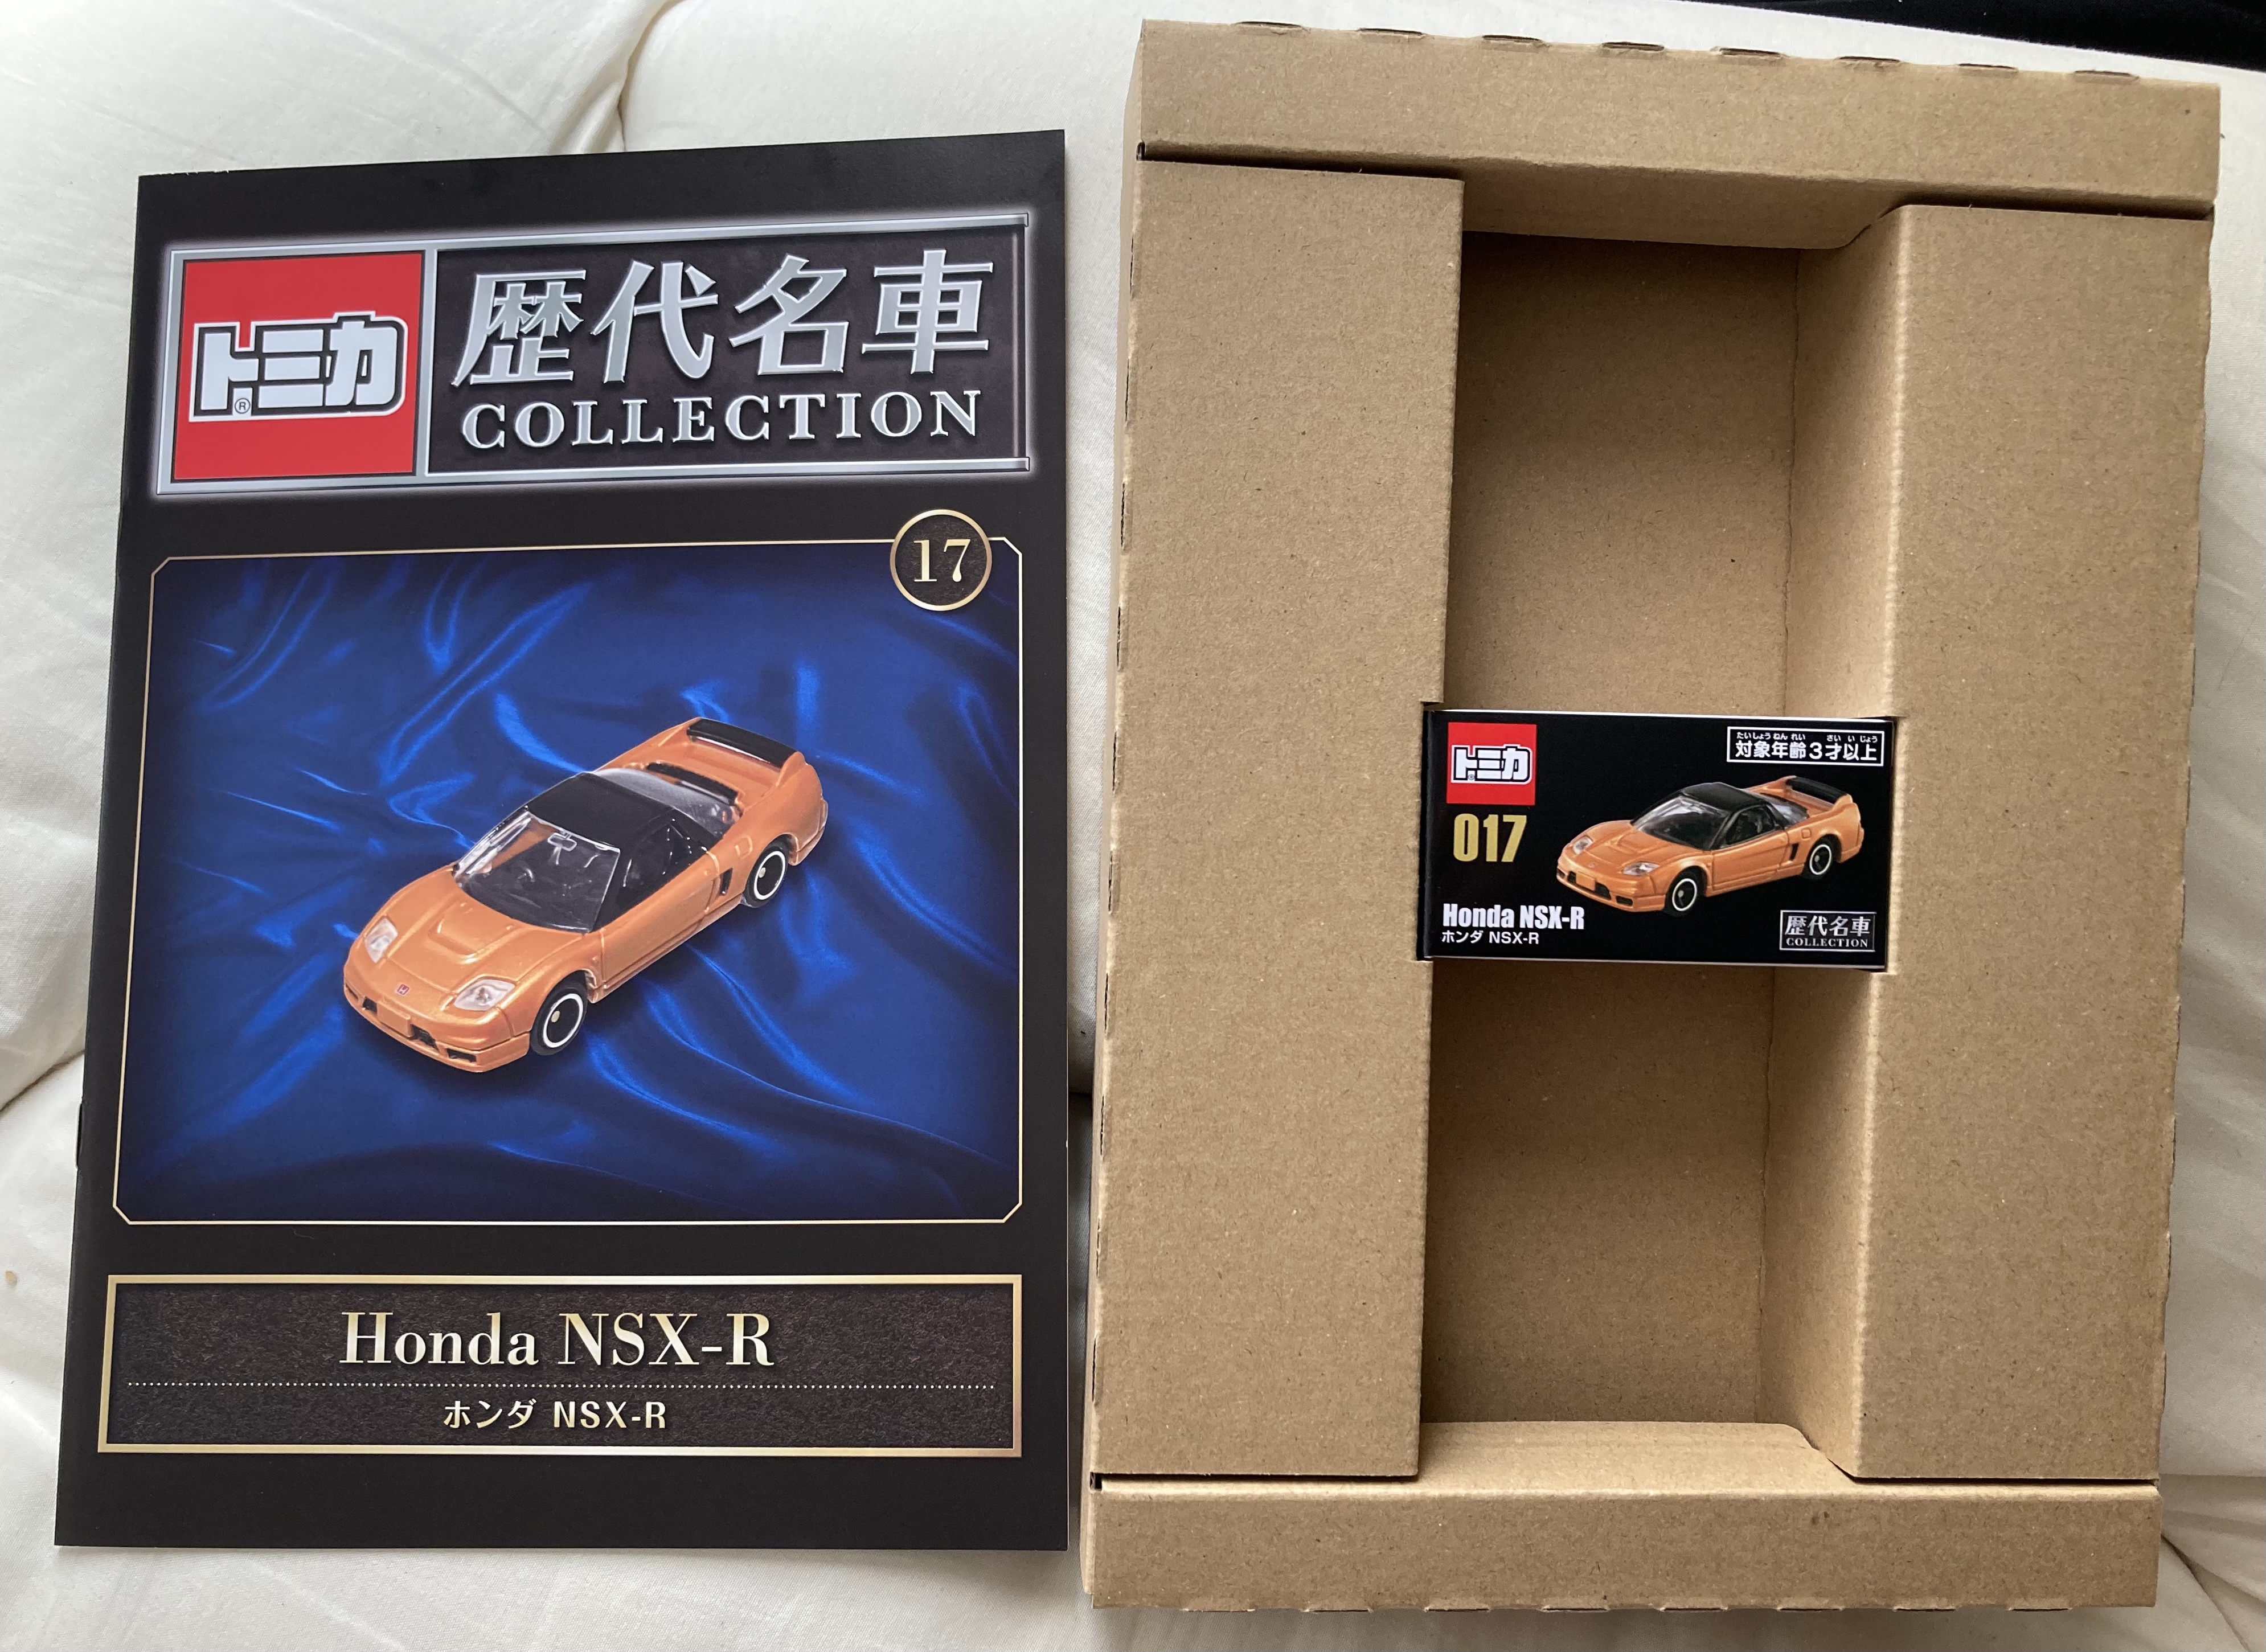 トミカ®
歴代名車
COLLECTION
17
Honda NSX-R
ホンダ NSX-R
トミカ
たいしょうねんれい さいいじょう
対象年齢3才以上
017
Honda NSX-R
ホンダ NSX-R
歴代名車
COLLECTION